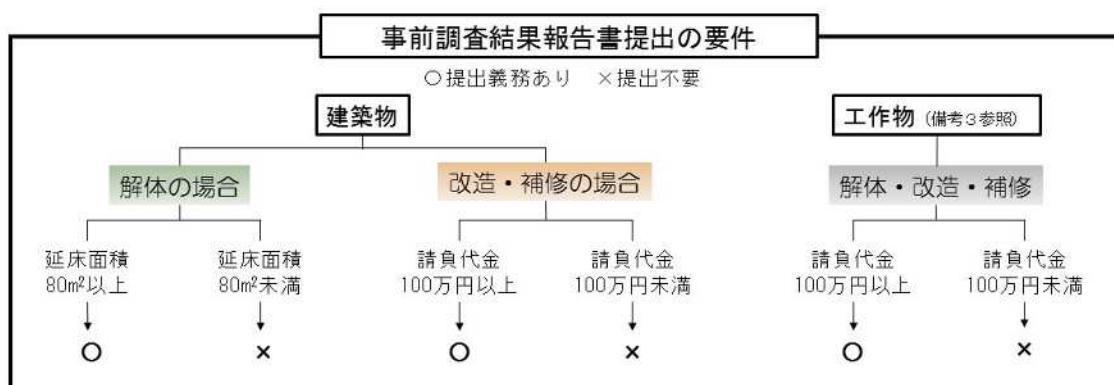 事前調査結果報告書提出の要件
○提出義務あり ×提出不要
建築物
工作物 (備考3参照)
解体の場合
改造・補修の場合
解体・改造・補修
延床面積
80m²以上
延床面積
80m²未満
請負代金
100万円以上
請負代金
100万円未満
請負代金
100万円以上
請負代金
100万円未満
○
×
○
×
○
×